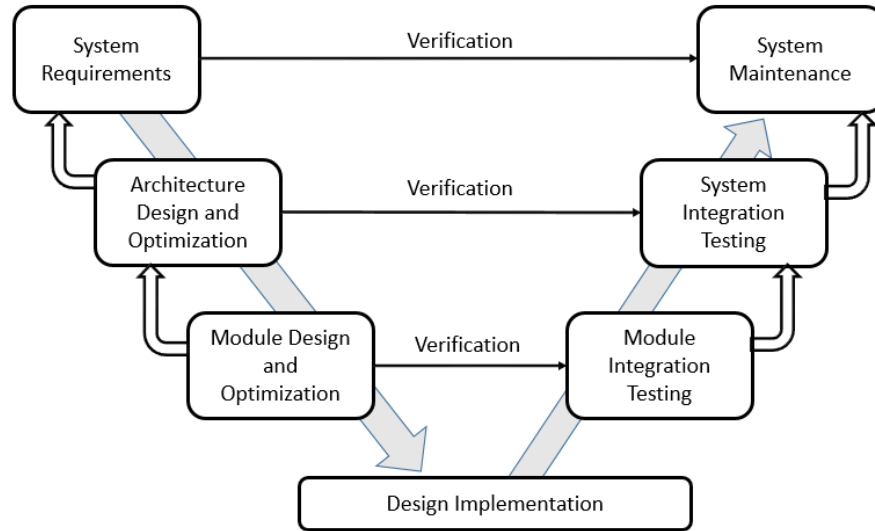 System
Requirements
Verification
System
Maintenance
Architecture
Design and
Optimization
Verification
System
Integration
Testing
Module Design
and
Optimization
Verification
Module
Integration
Testing
Design Implementation